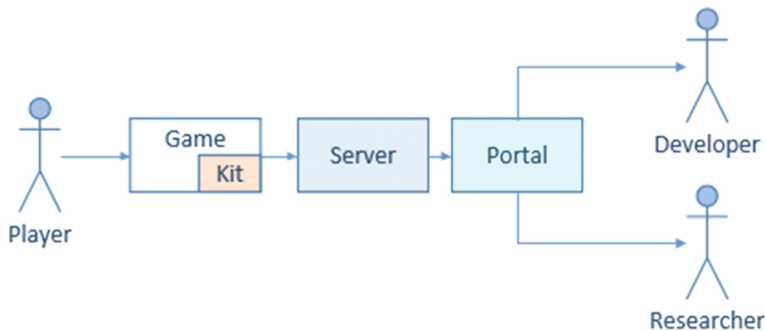 Player
Game
Kit
Server
Portal
Developer
Researcher